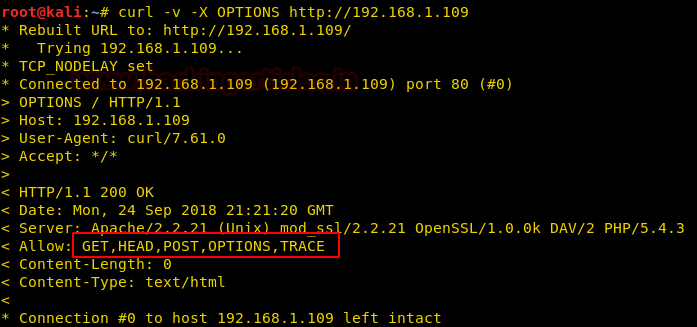 root@kali:~# curl -v -X OPTIONS http://192.168.1.109
* Rebuilt URL to: http://192.168.1.109/
*   Trying 192.168.1.109...
* TCP_NODELAY set
* Connected to 192.168.1.109 (192.168.1.109) port 80 (#0)
> OPTIONS / HTTP/1.1
> Host: 192.168.1.109
> User-Agent: curl/7.61.0
> Accept: */*
>
< HTTP/1.1 200 OK
< Date: Mon, 24 Sep 2018 21:21:20 GMT
< Server: Apache/2.2.21 (Unix) mod_ssl/2.2.21 OpenSSL/1.0.0k DAV/2 PHP/5.4.3
< Allow: GET,HEAD,POST,OPTIONS,TRACE
< Content-Length: 0
< Content-Type: text/html
<
* Connection #0 to host 192.168.1.109 left intact